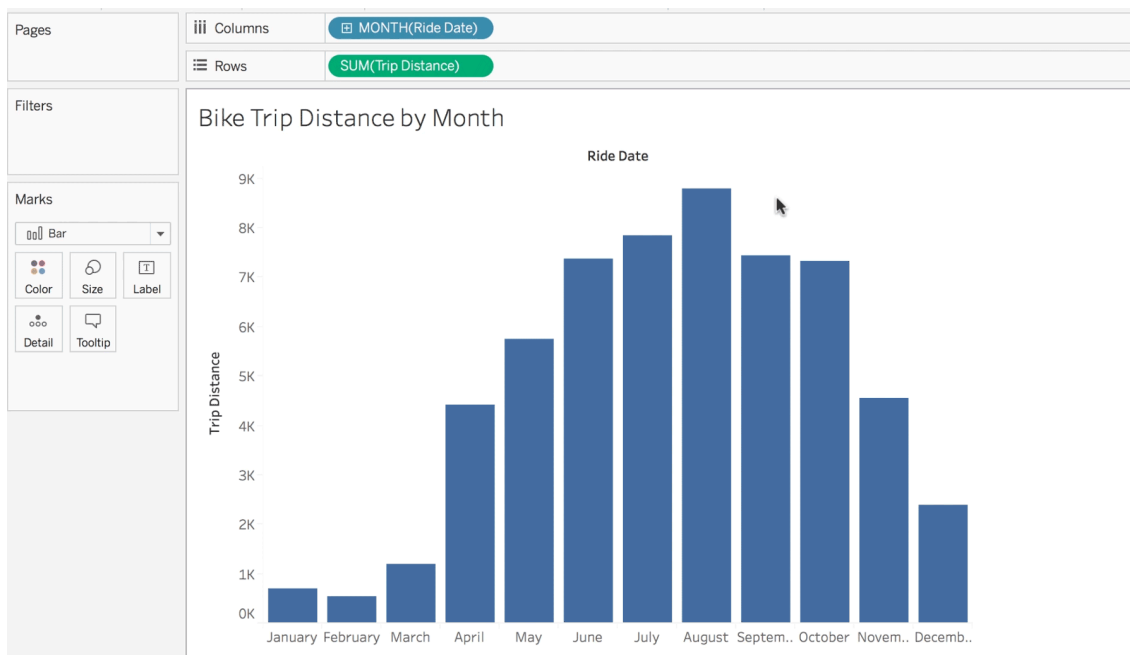 Pages
Columns
MONTH(Ride Date)
Rows
SUM(Trip Distance)
Filters
Marks
Bar
Color
Size
Label
Detail
Tooltip
Bike Trip Distance by Month
Ride Date
Trip Distance
9K
8K
7K
6K
5K
4K
3K
2K
1K
0K
January February March April May June July August Septem.. October Novem.. Decemb..